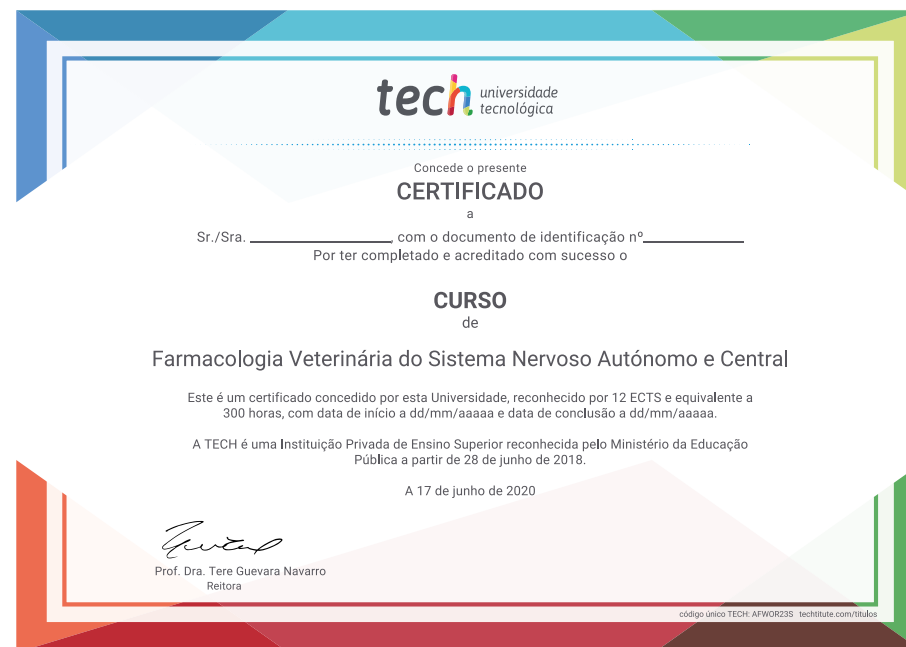 tech universidade
tecnológica
Concede o presente
CERTIFICADO
a
Sr./Sra. ____________, com o documento de identificação nº____________
Por ter completado e acreditado com sucesso o
CURSO
de
Farmacologia Veterinária do Sistema Nervoso Autónomo e Central
Este é um certificado concedido por esta Universidade, reconhecido por 12 ECTS e equivalente a
300 horas, com data de início a dd/mm/aaaaa e data de conclusão a dd/mm/aaaaa.
A TECH é uma Instituição Privada de Ensino Superior reconhecida pelo Ministério da Educação
Pública a partir de 28 de junho de 2018.
A 17 de junho de 2020
Prof. Dra. Tere Guevara Navarro
Reitora
código único TECH: AFWOR23S techtitute.com/titulos